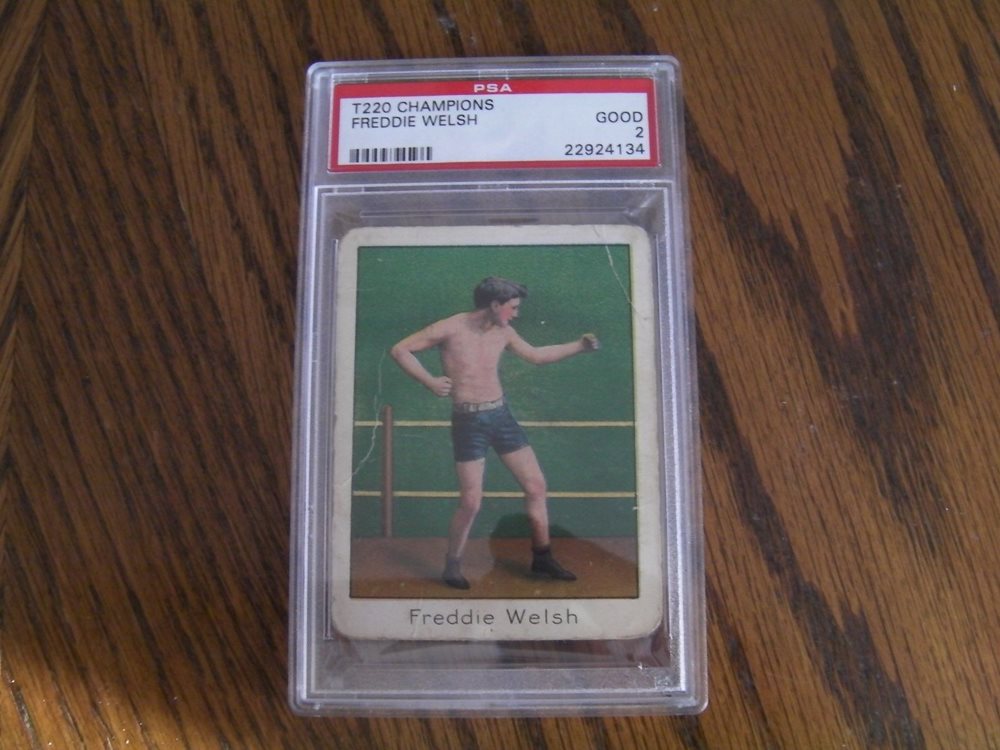 PSA
T220 CHAMPIONS
FREDDIE WELSH
GOOD
2
22924134
Freddie Welsh